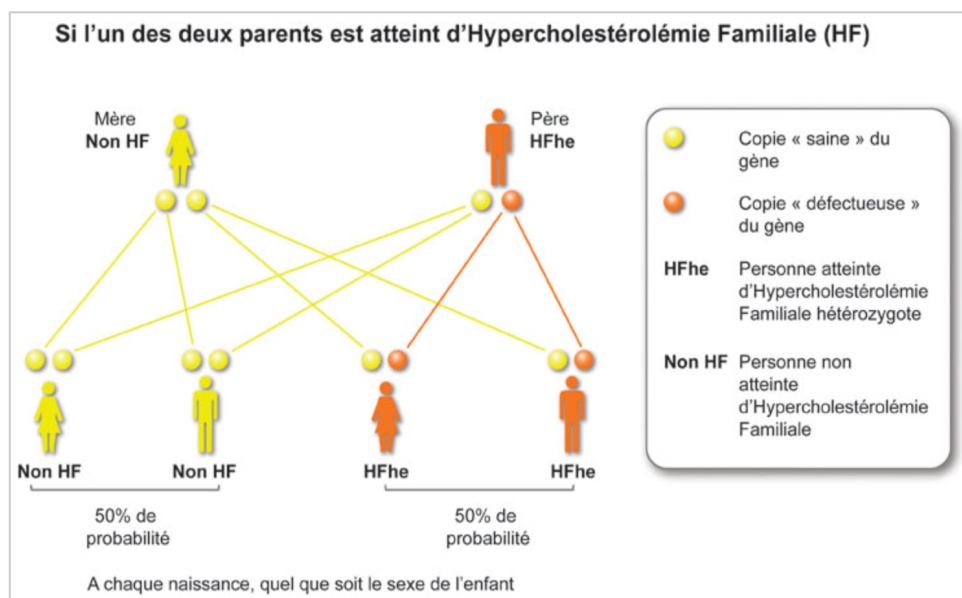 Si l’un des deux parents est atteint d’Hypercholestérolémie Familiale (HF)
Mère
Non HF
Père
HFhe
Copie « saine » du
gène
Copie « défectueuse »
du gène
HFhe Personne atteinte
d’Hypercholestérolémie
Familiale hétérozygote
Non HF Personne non
atteinte
d’Hypercholestérolémie
Familiale
Non HF
Non HF
HFhe
HFhe
50% de
probabilité
50% de
probabilité
A chaque naissance, quel que soit le sexe de l’enfant